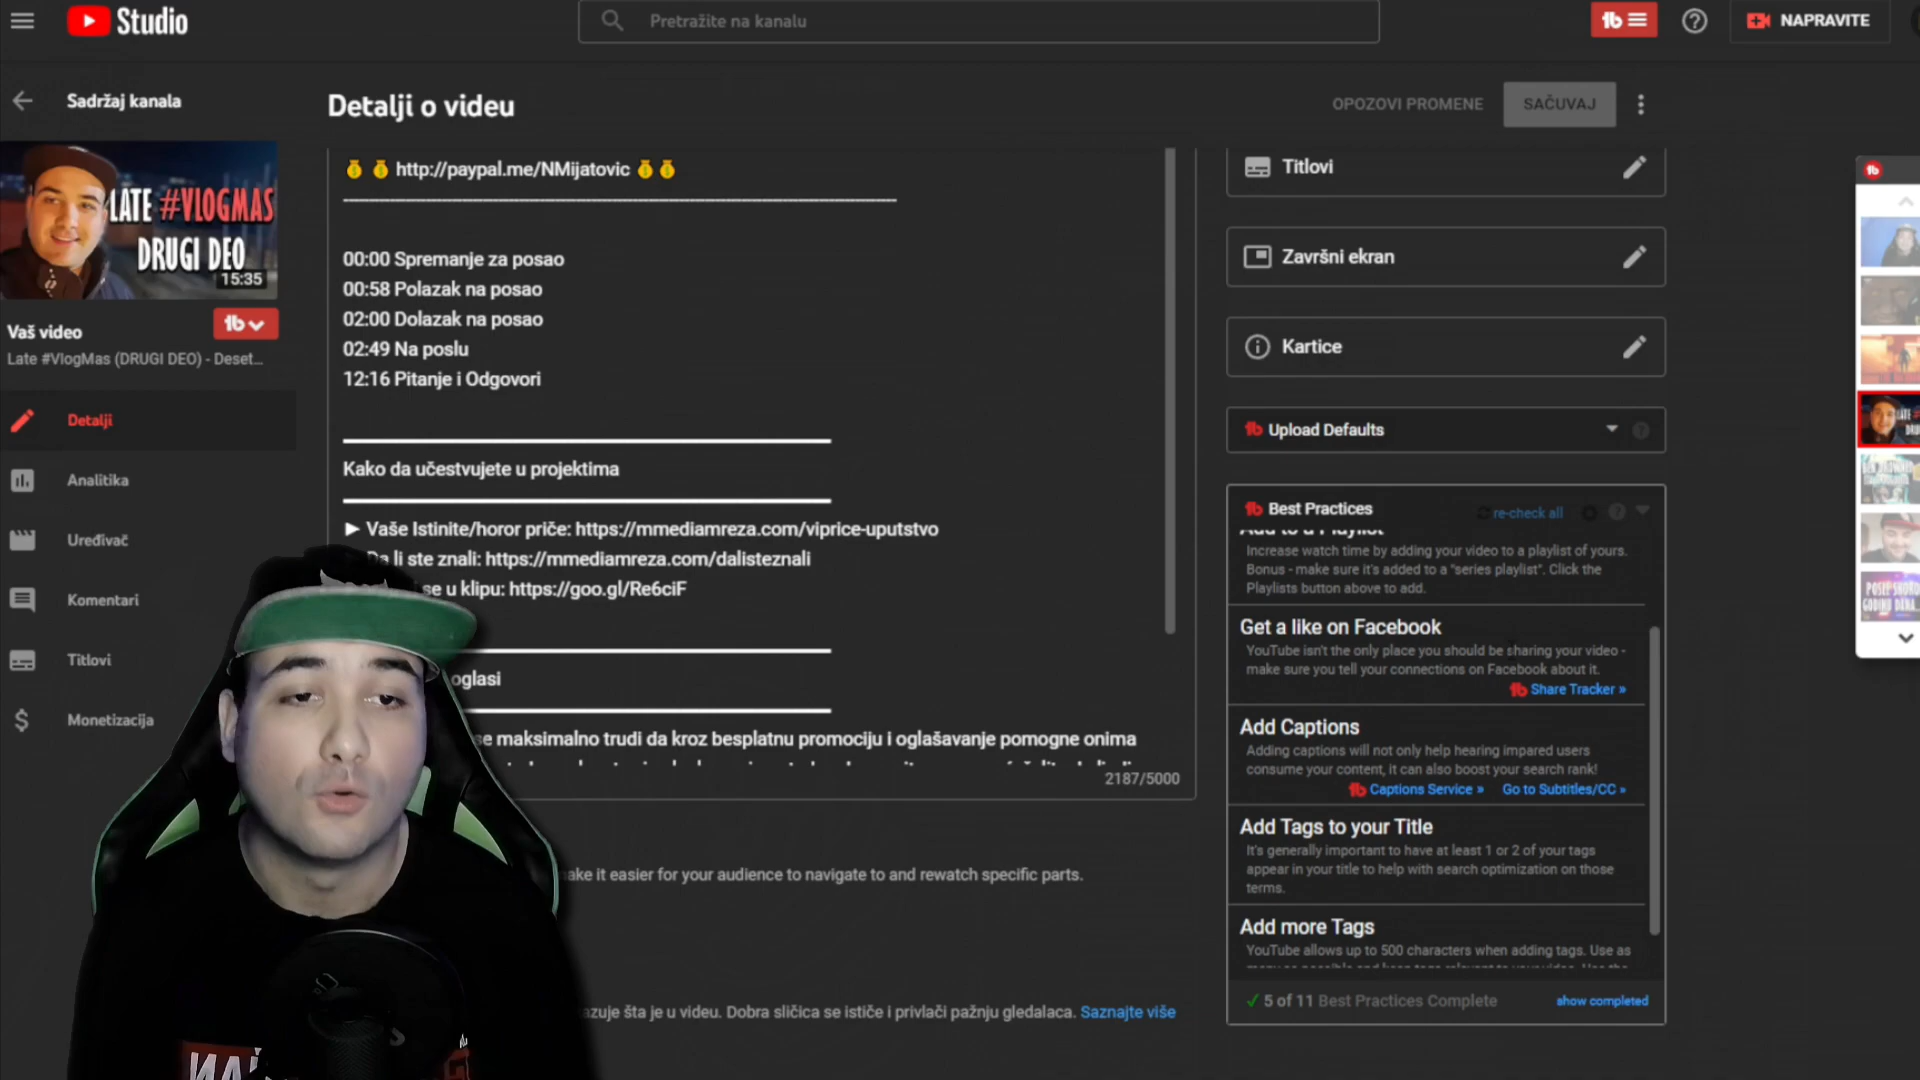 Studio
Pretražite na kanalu
NAPRAVITE
Sadržaj kanala
Detalji o videu
OPOZOVI PROMENE
SAČUVAJ
LATE #VLOGMAS
DRUGI DEO
15:35
Vaš video
Late #VlogMas (DRUGI DEO) - Deset...
Detalji
Analitika
Uređivač
Komentari
Titlovi
Monetizacija
http://paypal.me/NMijatovic
00:00 Spremanje za posao
00:58 Polazak na posao
02:00 Dolazak na posao
02:49 Na poslu
12:16 Pitanje i Odgovori
Kako da učestvujete u projektima
► Vaše Istinite/horor priče: https://mmediamreza.com/viprice-uputstvo
Da li ste znali: https://mmediamreza.com/dalisteznali
se u klipu: https://goo.gl/Re6ciF
oglasi
se maksimalno trudi da kroz besplatnu promociju i oglašavanje pomogne onima
2187/5000
make it easier for your audience to navigate to and rewatch specific parts.
šta je u videu. Dobra sličica se ističe i privlači pažnju gledalaca. Saznajte više
Titlovi
Završni ekran
Kartice
Upload Defaults
Best Practices
re-check all
Add to a Playlist
Increase watch time by adding your video to a playlist of yours.
Bonus - make sure it's added to a "series playlist". Click the
Playlists button above to add.
Get a like on Facebook
YouTube isn't the only place you should be sharing your video -
make sure you tell your connections on Facebook about it.
Share Tracker »
Add Captions
Adding captions will not only help hearing impared users
consume your content, it can also boost your search rank!
Captions Service »
Go to Subtitles/CC »
Add Tags to your Title
It's generally important to have at least 1 or 2 of your tags
appear in your title to help with search optimization on those
terms.
Add more Tags
YouTube allows up to 500 characters when adding tags. Use as
5 of 11 Best Practices Complete
show completed